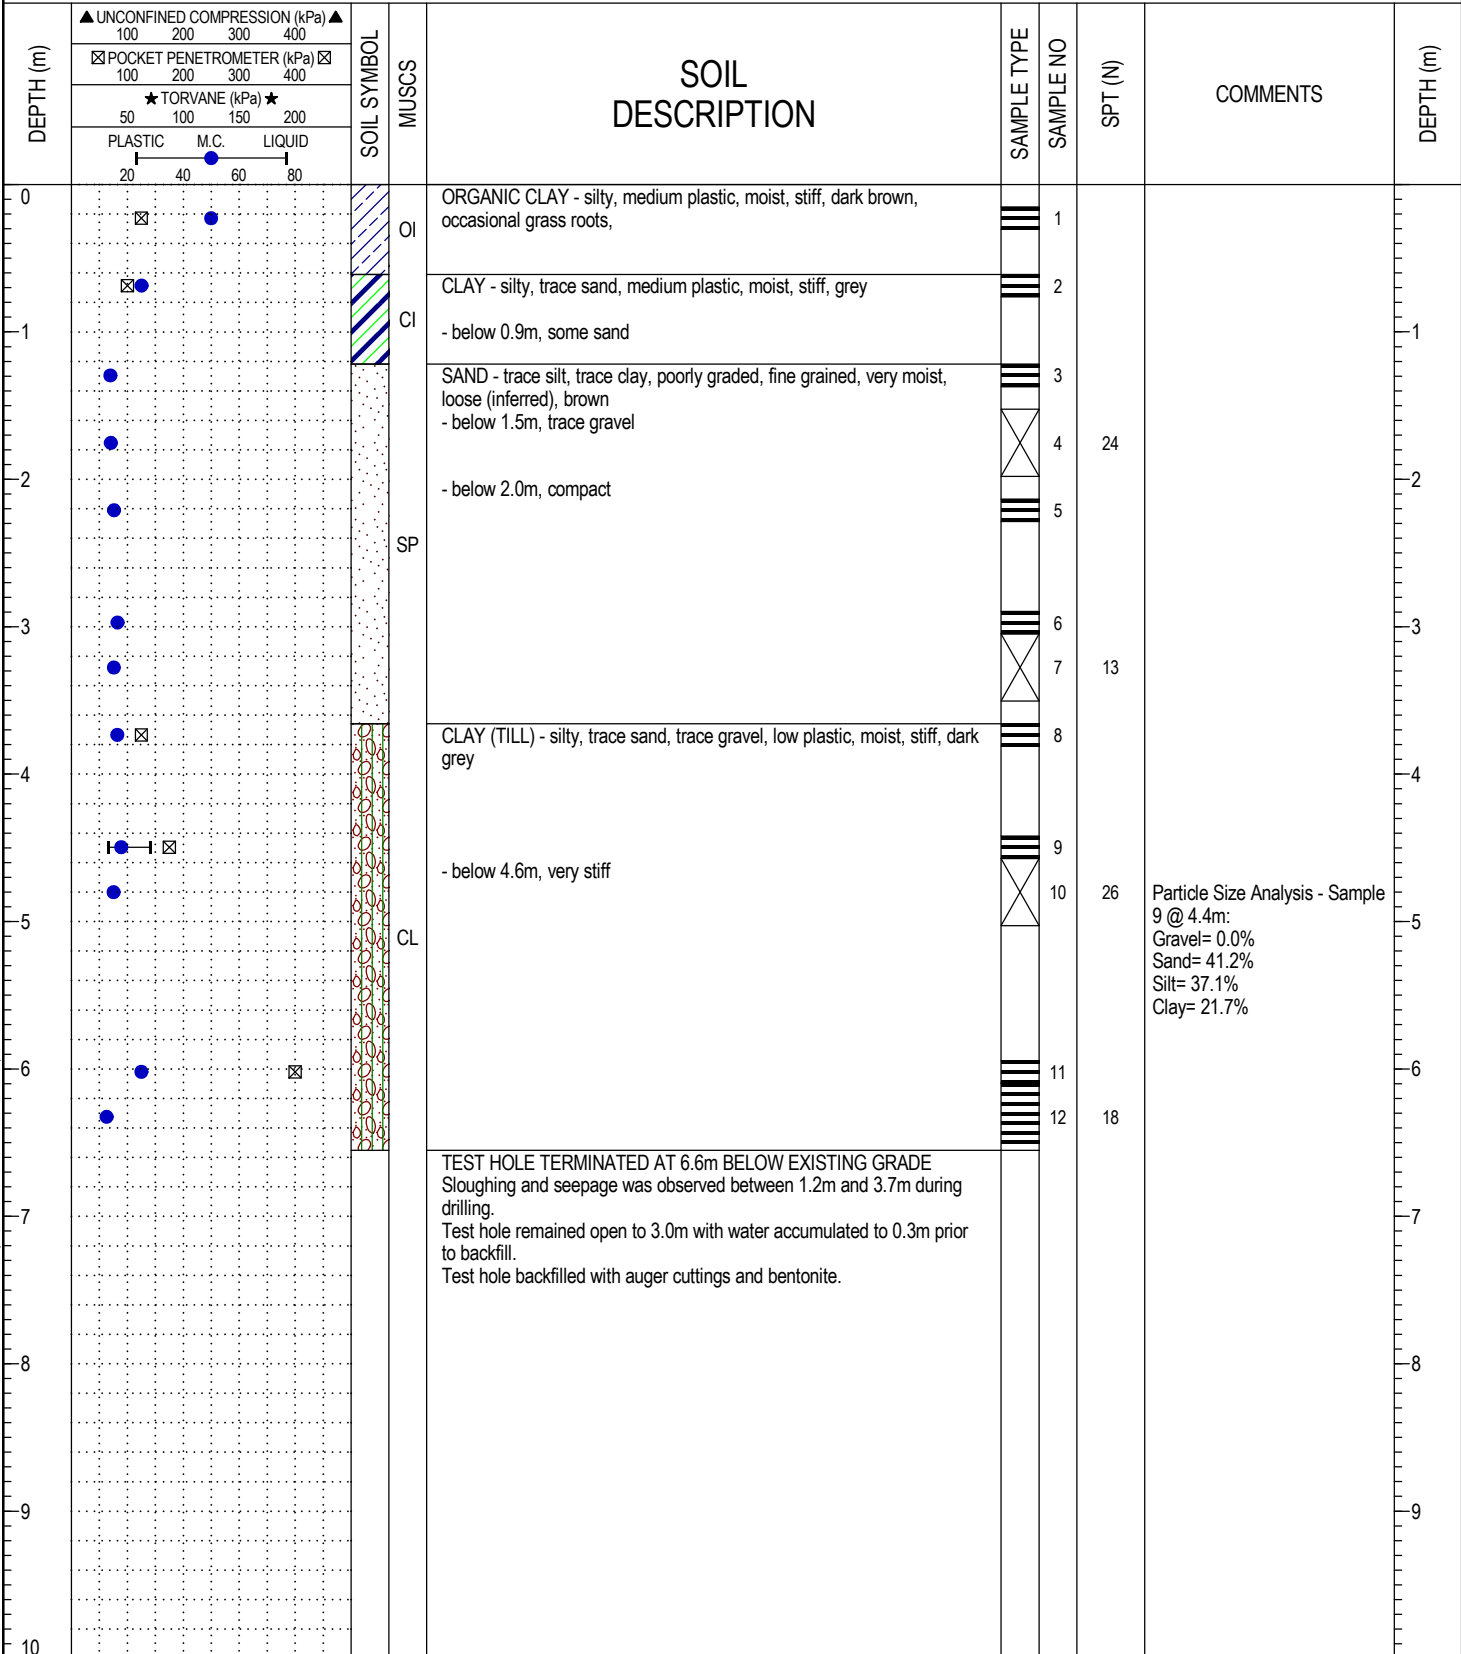 DEPTH (m)
▲ UNCONFINED COMPRESSION (kPa) ▲
100 200 300 400
☒ POCKET PENETROMETER (kPa) ☒
100 200 300 400
★ TORVANE (kPa) ★
50 100 150 200
PLASTIC M.C. LIQUID
20 40 60 80
SOIL SYMBOL
MUSCS
SOIL
DESCRIPTION
SAMPLE TYPE
SAMPLE NO
SPT (N)
COMMENTS
DEPTH (m)
0
ORGANIC CLAY - silty, medium plastic, moist, stiff, dark brown,
occasional grass roots,
OI
1
CLAY - silty, trace sand, medium plastic, moist, stiff, grey
2
CI
- below 0.9m, some sand
1 1
SAND - trace silt, trace clay, poorly graded, fine grained, very moist,
loose (inferred), brown
3
- below 1.5m, trace gravel
4 24
2 2
- below 2.0m, compact
5
SP
3 3
6
7 13
CLAY (TILL) - silty, trace sand, trace gravel, low plastic, moist, stiff, dark
grey
8
4 4
9
- below 4.6m, very stiff
10 26
Particle Size Analysis - Sample
9 @ 4.4m:
Gravel= 0.0%
Sand= 41.2%
Silt= 37.1%
Clay= 21.7%
5 5
CL
6 6
11
12 18
TEST HOLE TERMINATED AT 6.6m BELOW EXISTING GRADE
Sloughing and seepage was observed between 1.2m and 3.7m during
drilling.
Test hole remained open to 3.0m with water accumulated to 0.3m prior
to backfill.
Test hole backfilled with auger cuttings and bentonite.
7 7
8 8
9 9
10